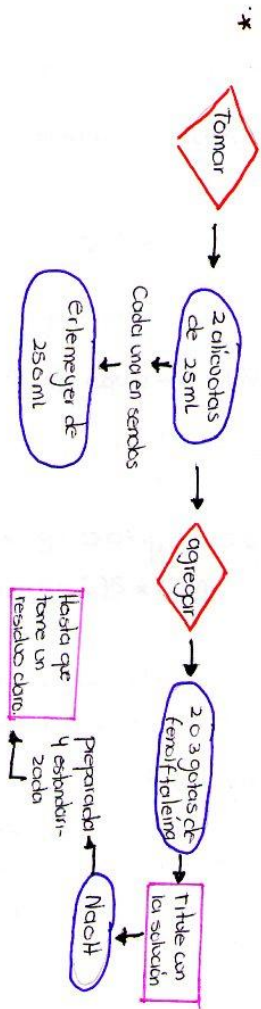 *
Tomar
2 alícuotas
de 25mL
Cada una en sendos
erlemeyer de
250mL
agregar
2 o 3 gotas de
fenolftaleína
Titule con
la solución
NaOH
preparada
y estandari-
zada
Hasta que
tome un
residuo claro.